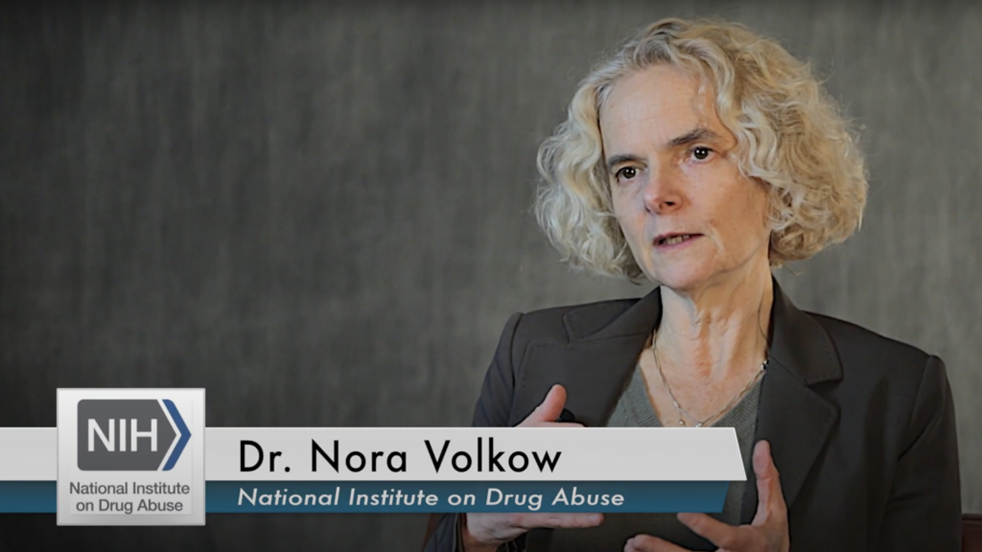 NIH
National Institute
on Drug Abuse
Dr. Nora Volkow
National Institute on Drug Abuse